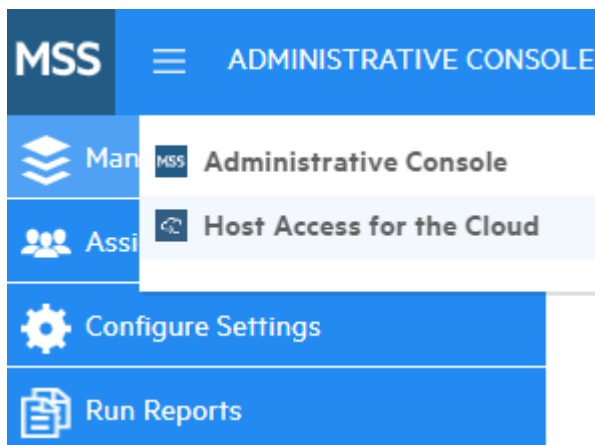 MSS
ADMINISTRATIVE CONSOLE
Man
MSS Administrative Console
Assi
Host Access for the Cloud
Configure Settings
Run Reports